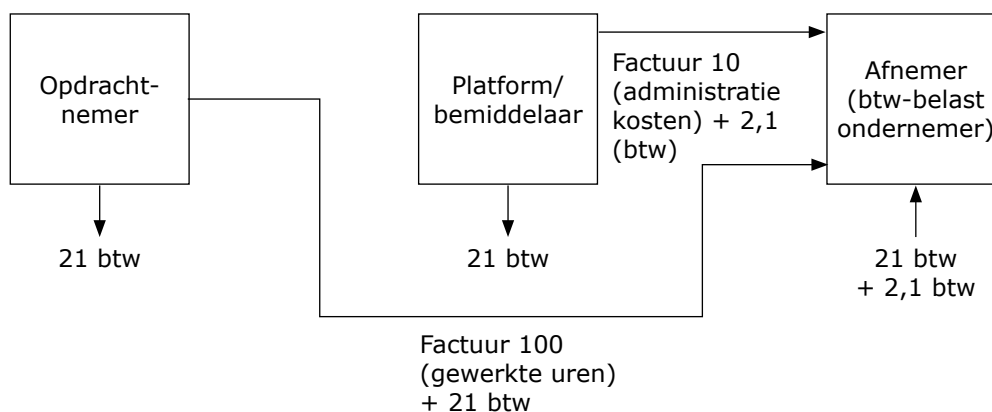 Opdracht-
nemer
Platform/
bemiddelaar
Factuur 10
(administratie
kosten) + 2,1
(btw)
Afnemer
(btw-belast
ondernemer)
21 btw
21 btw
21 btw
+ 2,1 btw
Factuur 100
(gewerkte uren)
+ 21 btw